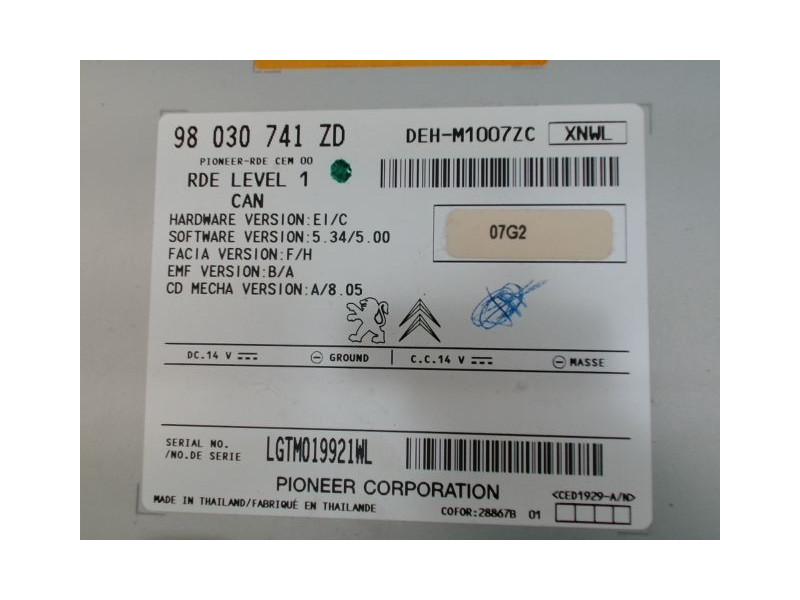 98 030 741 ZD
DEH-M1007ZC XNWL
PIONEER-RDE CEM 00
RDE LEVEL 1
CAN
HARDWARE VERSION:EI/C
SOFTWARE VERSION:5.34/5.00
FACIA VERSION:F/H
EMF VERSION:B/A
CD MECHA VERSION:A/8.05
07G2
DC.14 V GROUND C.C.14 V MASSE
SERIAL NO.
/NO.DE SERIE
LGTM019921WL
PIONEER CORPORATION
<CED1929-A/N>
MADE IN THAILAND/FABRIQUÉ EN THAILANDE
COFOR:28867B 01